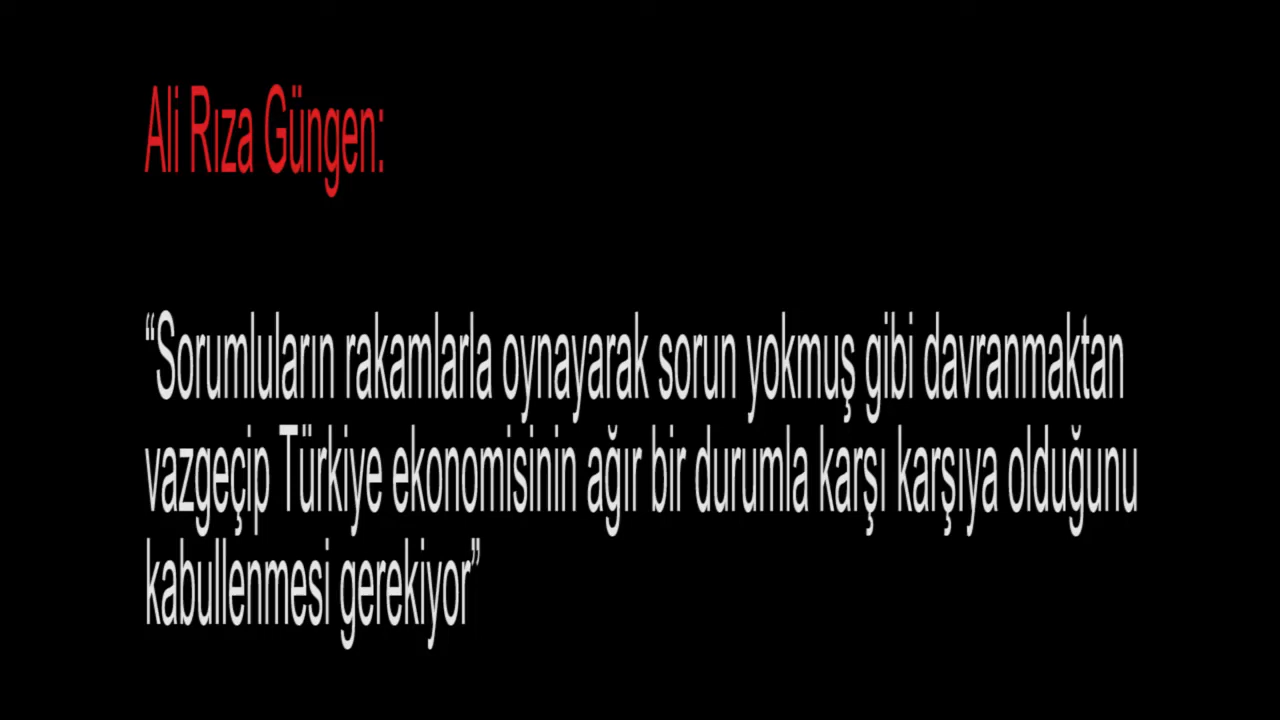 Ali Rıza Güngen:
“Sorumluların rakamlarla oynayarak sorun yokmuş gibi davranmaktan
vazgeçip Türkiye ekonomisinin ağır bir durumla karşı karşıya olduğunu
kabullenmesi gerekiyor”